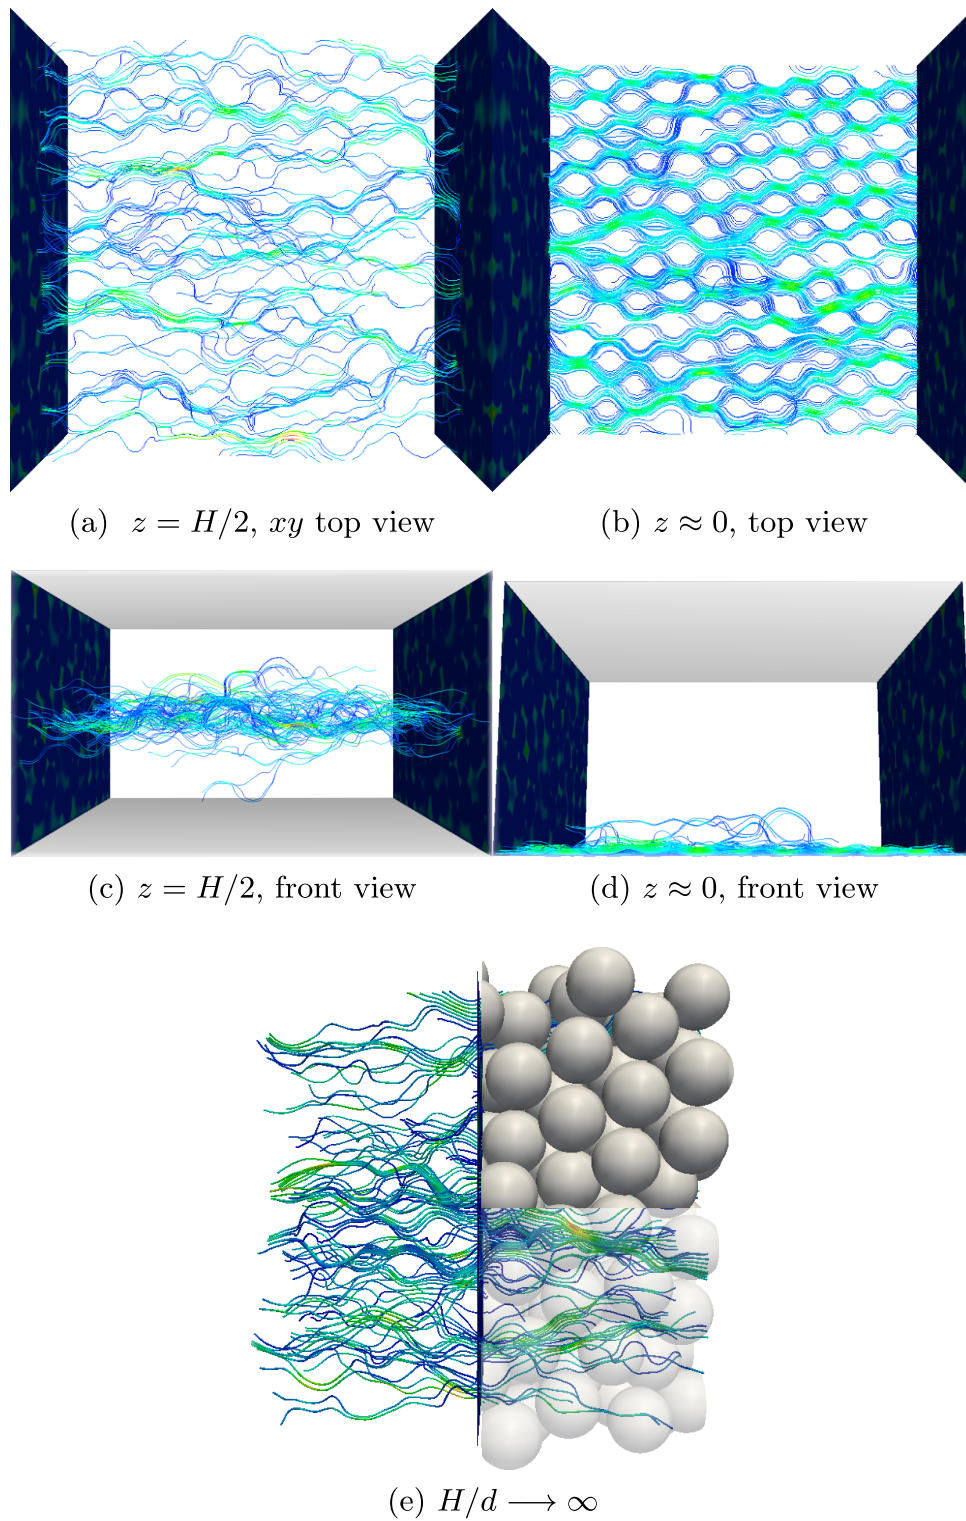 (a) z = H/2, xy top view
(b) z ≈ 0, top view
(c) z = H/2, front view
(d) z ≈ 0, front view
(e) H/d ⟶ ∞